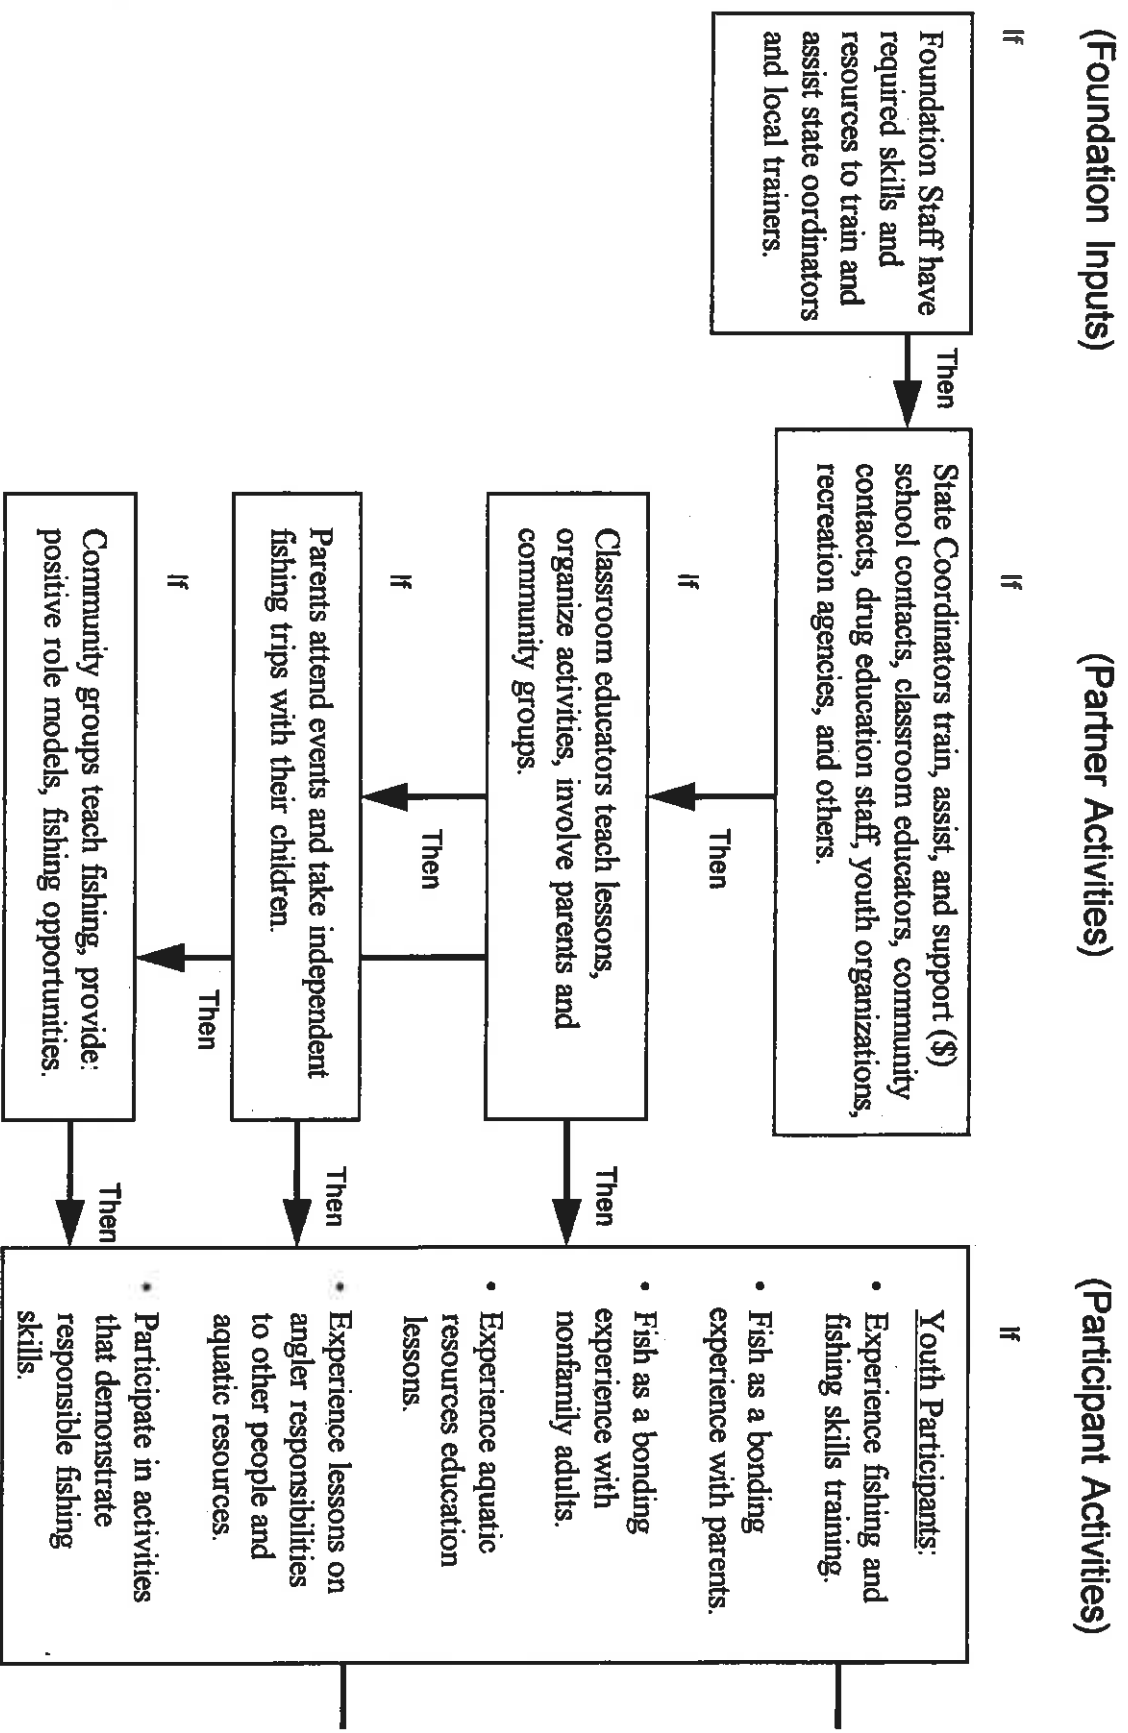 (Foundation Inputs)
(Partner Activities)
(Participant Activities)
If
If
If
Foundation Staff have
required skills and
resources to train and
assist state oordinators
and local trainers.
Then
State Coordinators train, assist, and support ($)
school contacts, classroom educators, community
contacts, drug education staff, youth organizations,
recreation agencies, and others.
Then
If
Classroom educators teach lessons,
organize activities, involve parents and
community groups.
Then
Then
If
Parents attend events and take independent
fishing trips with their children.
Then
Then
If
Community groups teach fishing, provide:
positive role models, fishing opportunities.
Then
Youth Participants:
• Experience fishing and
fishing skills training.
• Fish as a bonding
experience with parents.
• Fish as a bonding
experience with
nonfamily adults.
• Experience aquatic
resources education
lessons.
• Experience lessons on
angler responsibilities
to other people and
aquatic resources.
• Participate in activities
that demonstrate
responsible fishing
skills.